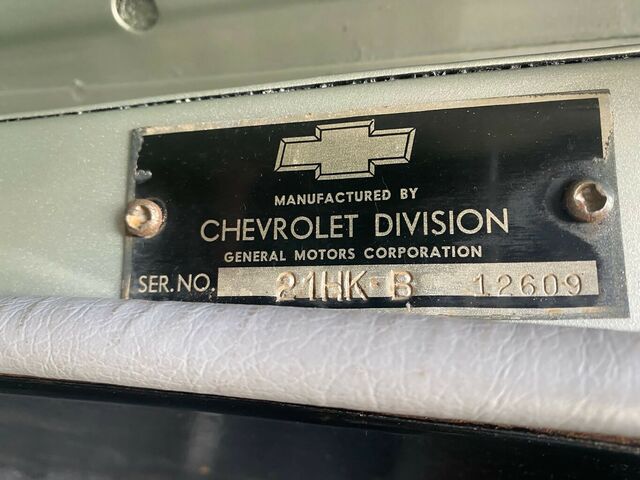 MANUFACTURED BY
CHEVROLET DIVISION
GENERAL MOTORS CORPORATION
SER. NO. 21HK-B 12609